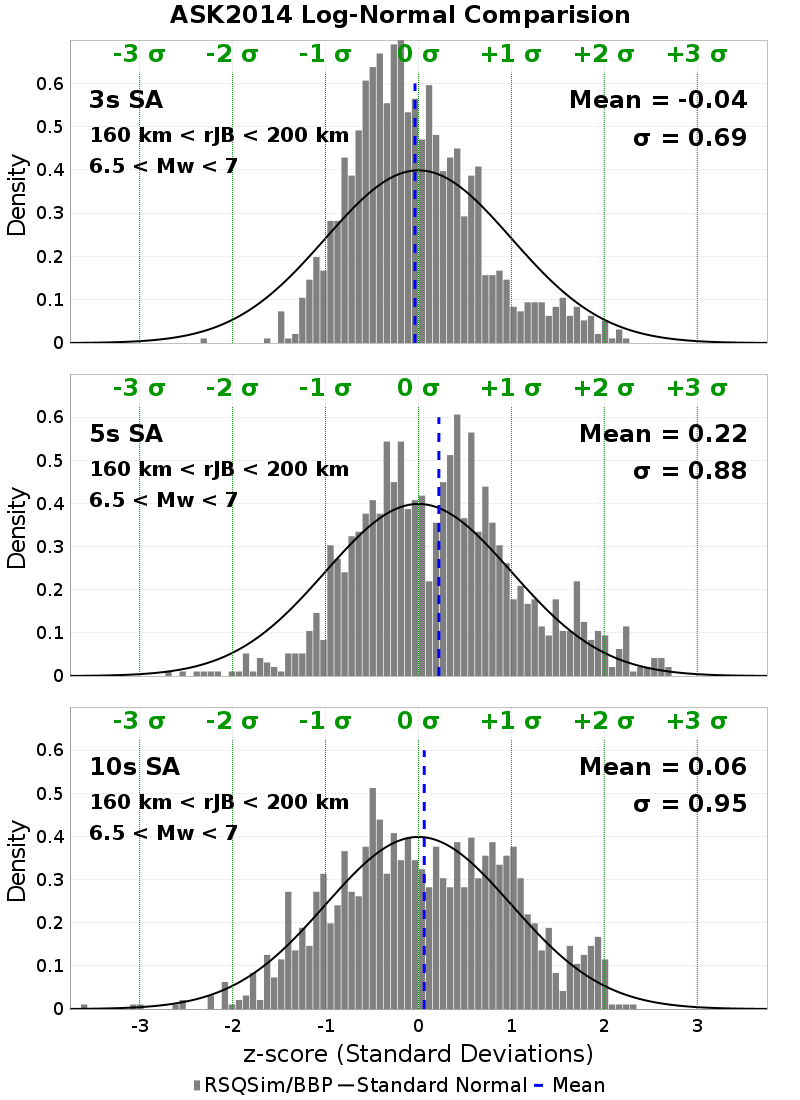 ASK2014 Log-Normal Comparision
-3 σ -2 σ -1 σ 0 σ +1 σ +2 σ +3 σ
3s SA
160 km < rJB < 200 km
6.5 < Mw < 7
Mean = -0.04
σ = 0.69
0.6
0.5
0.4
0.3
0.2
0.1
0
Density
-3 σ -2 σ -1 σ 0 σ +1 σ +2 σ +3 σ
5s SA
160 km < rJB < 200 km
6.5 < Mw < 7
Mean = 0.22
σ = 0.88
0.6
0.5
0.4
0.3
0.2
0.1
0
Density
-3 σ -2 σ -1 σ 0 σ +1 σ +2 σ +3 σ
10s SA
160 km < rJB < 200 km
6.5 < Mw < 7
Mean = 0.06
σ = 0.95
0.6
0.5
0.4
0.3
0.2
0.1
0
Density
-3 -2 -1 0 1 2 3
z-score (Standard Deviations)
RSQSim/BBP Standard Normal Mean